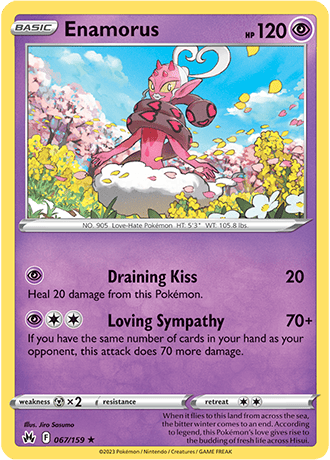 BASIC
Enamorus
HP 120
NO. 905 Love-Hate Pokémon HT: 5'3" WT: 105.8 lbs.
Draining Kiss 20
Heal 20 damage from this Pokémon.
Loving Sympathy 70+
If you have the same number of cards in your hand as your
opponent, this attack does 70 more damage.
weakness ×2 resistance retreat
Illus. Jiro Sasumo
F 067/159 ★
When it flies to this land from across the sea,
the bitter winter comes to an end. According
to legend, this Pokémon's love gives rise to
the budding of fresh life across Hisui.
©2023 Pokémon / Nintendo / Creatures / GAME FREAK